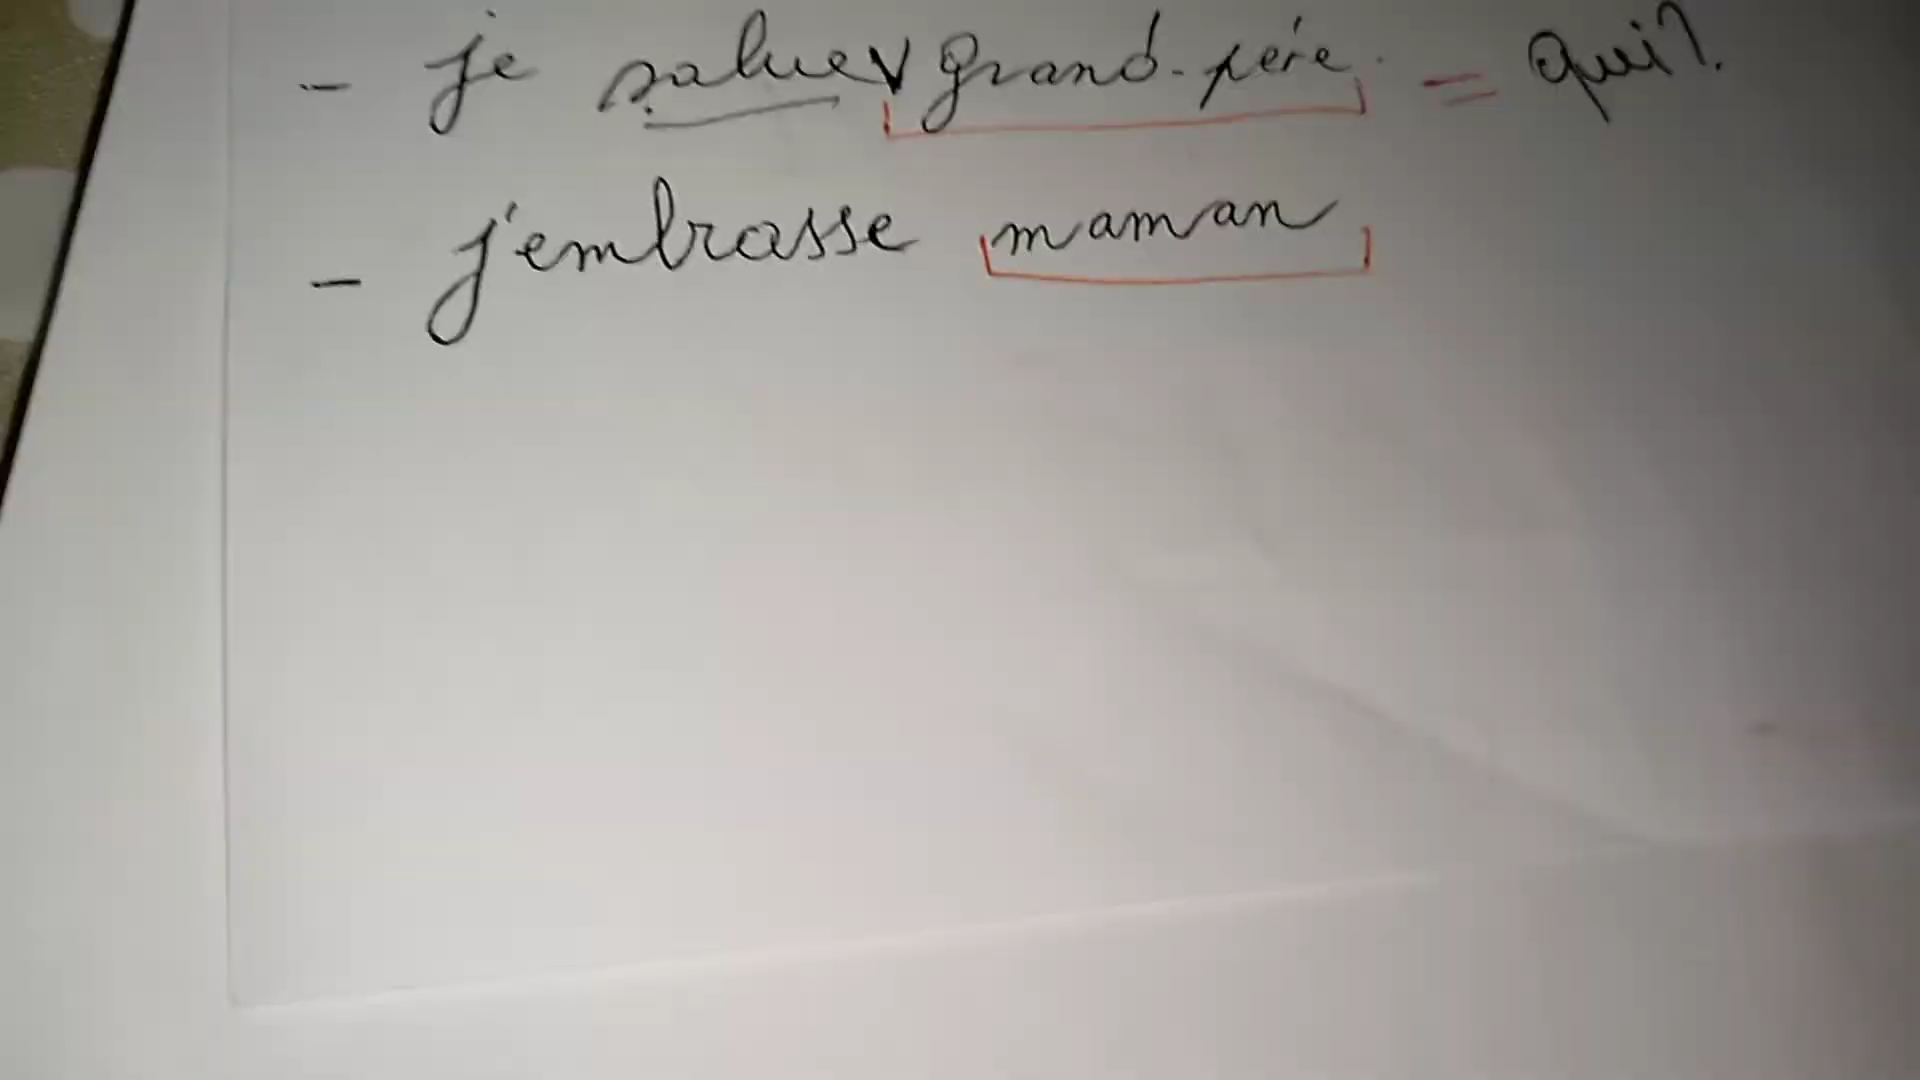 - je salue grand-père. = qui?
- j'embrasse maman